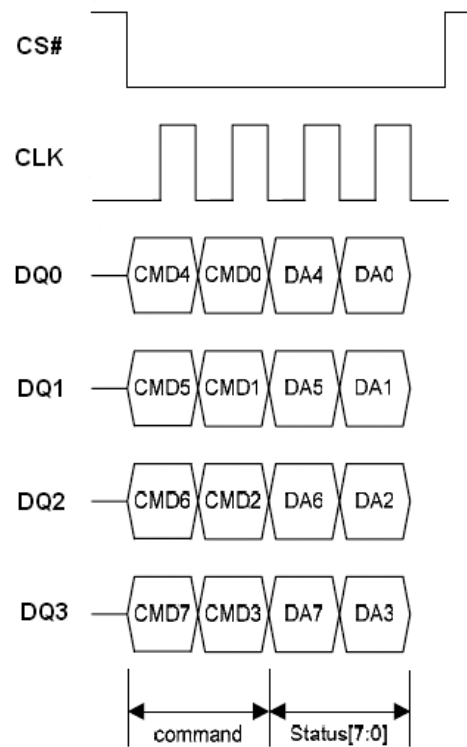 CS#
CLK
DQ0 CMD4 CMD0 DA4 DA0
DQ1 CMD5 CMD1 DA5 DA1
DQ2 CMD6 CMD2 DA6 DA2
DQ3 CMD7 CMD3 DA7 DA3
command Status[7:0]